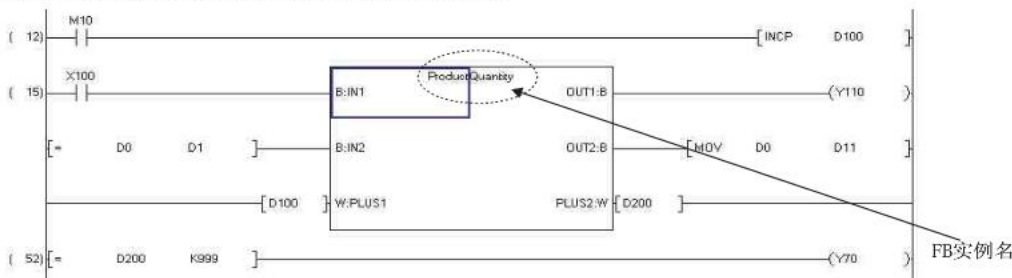 M10
( 12) [ INCP D100 ]
ProductQuantity
X100
( 15) B:IN1 OUT1:B (Y110 )
[= D0 D1 ] B:IN2 OUT2:B [MOV D0 D11 ]
[ D100 ] W:PLUS1 PLUS2:W [ D200 ]
FB实例名
( 52) [= D200 K999 ] (Y70 )